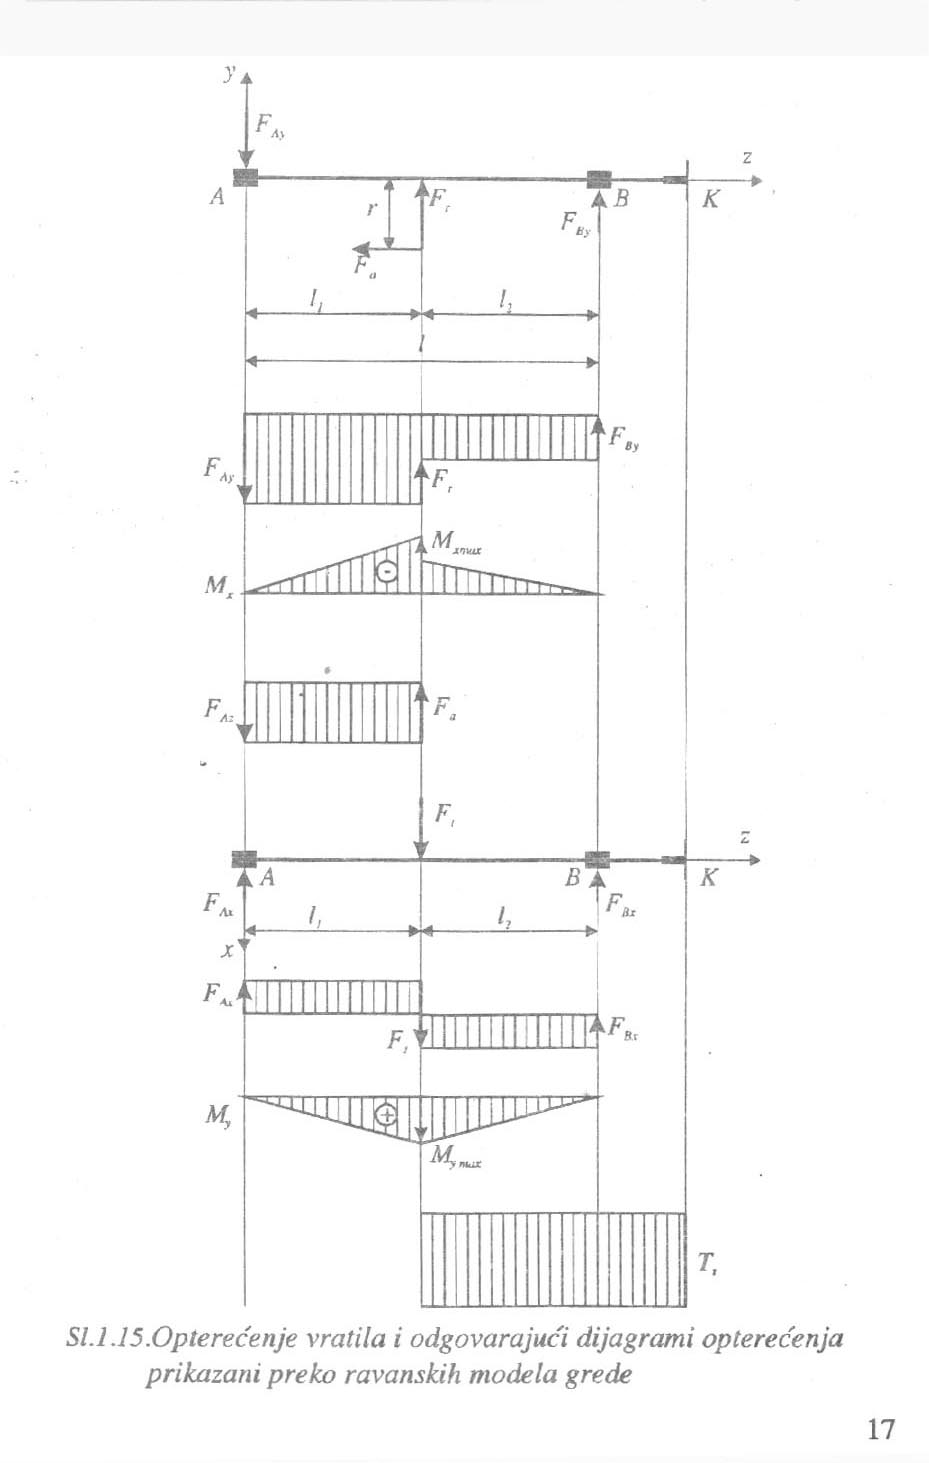 y
F_Ay
z
A
r
F_r
B
K
F_By
F_a
l_1
l_2
l
F_By
F_Ay
F_r
M_xmax
-
M_x
F_Az
F_a
F_t
z
A
B
K
F_Ax
F_Bx
l_1
l_2
x
F_Ax
F_t
F_Bx
+
M_y
M_ymax
T_t
Sl.1.15.Opterećenje vratila i odgovarajući dijagrami opterećenja
prikazani preko ravanskih modela grede
17